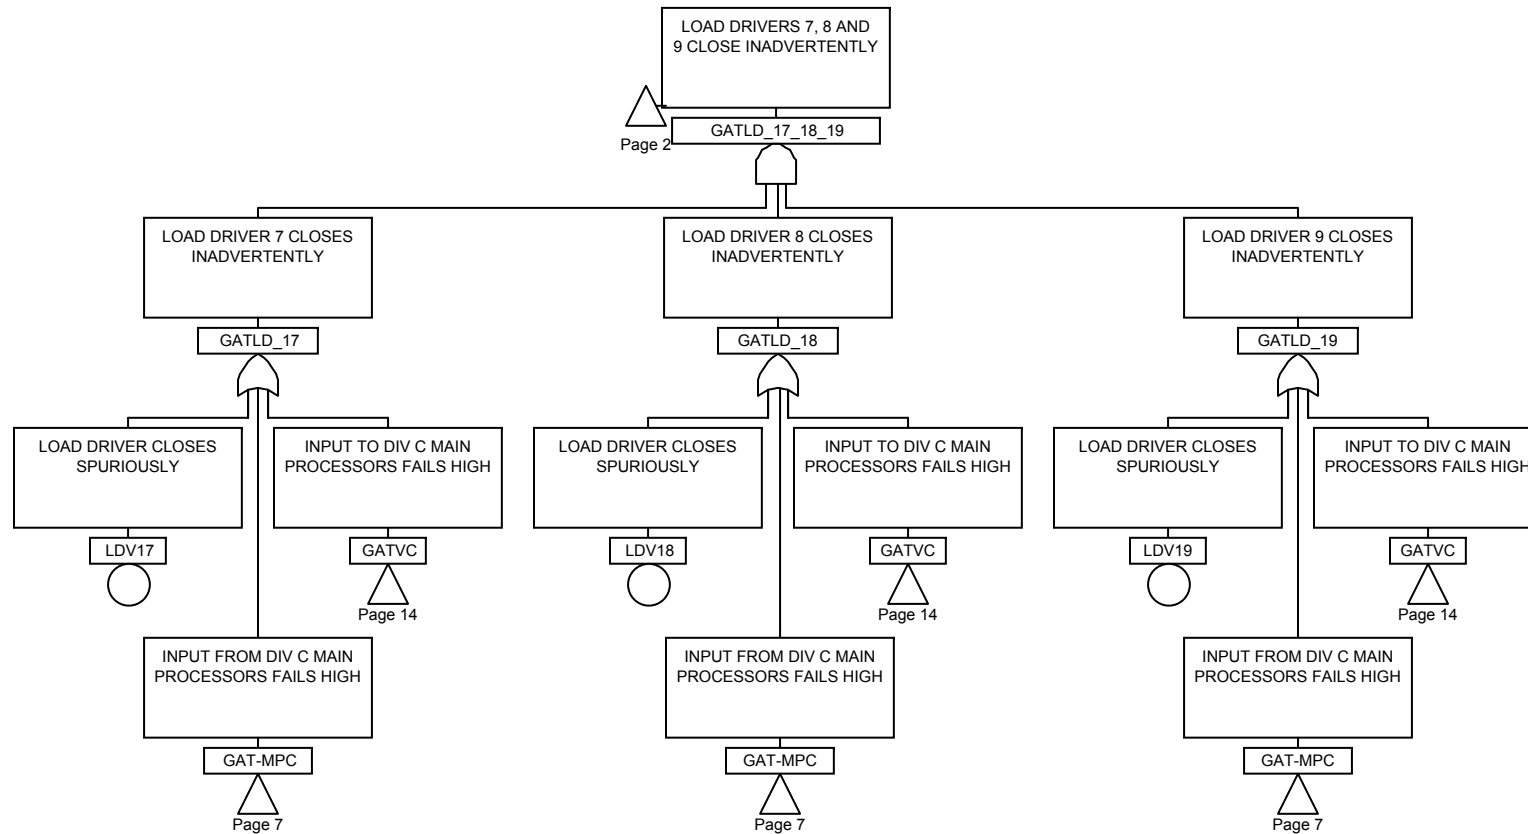 LOAD DRIVERS 7, 8 AND
9 CLOSE INADVERTENTLY
Page 2
GATLD_17_18_19
LOAD DRIVER 7 CLOSES
INADVERTENTLY
GATLD_17
LOAD DRIVER 8 CLOSES
INADVERTENTLY
GATLD_18
LOAD DRIVER 9 CLOSES
INADVERTENTLY
GATLD_19
LOAD DRIVER CLOSES
SPURIOUSLY
LDV17
INPUT TO DIV C MAIN
PROCESSORS FAILS HIGH
GATVC
Page 14
LOAD DRIVER CLOSES
SPURIOUSLY
LDV18
INPUT TO DIV C MAIN
PROCESSORS FAILS HIGH
GATVC
Page 14
LOAD DRIVER CLOSES
SPURIOUSLY
LDV19
INPUT TO DIV C MAIN
PROCESSORS FAILS HIGH
GATVC
Page 14
INPUT FROM DIV C MAIN
PROCESSORS FAILS HIGH
GAT-MPC
Page 7
INPUT FROM DIV C MAIN
PROCESSORS FAILS HIGH
GAT-MPC
Page 7
INPUT FROM DIV C MAIN
PROCESSORS FAILS HIGH
GAT-MPC
Page 7